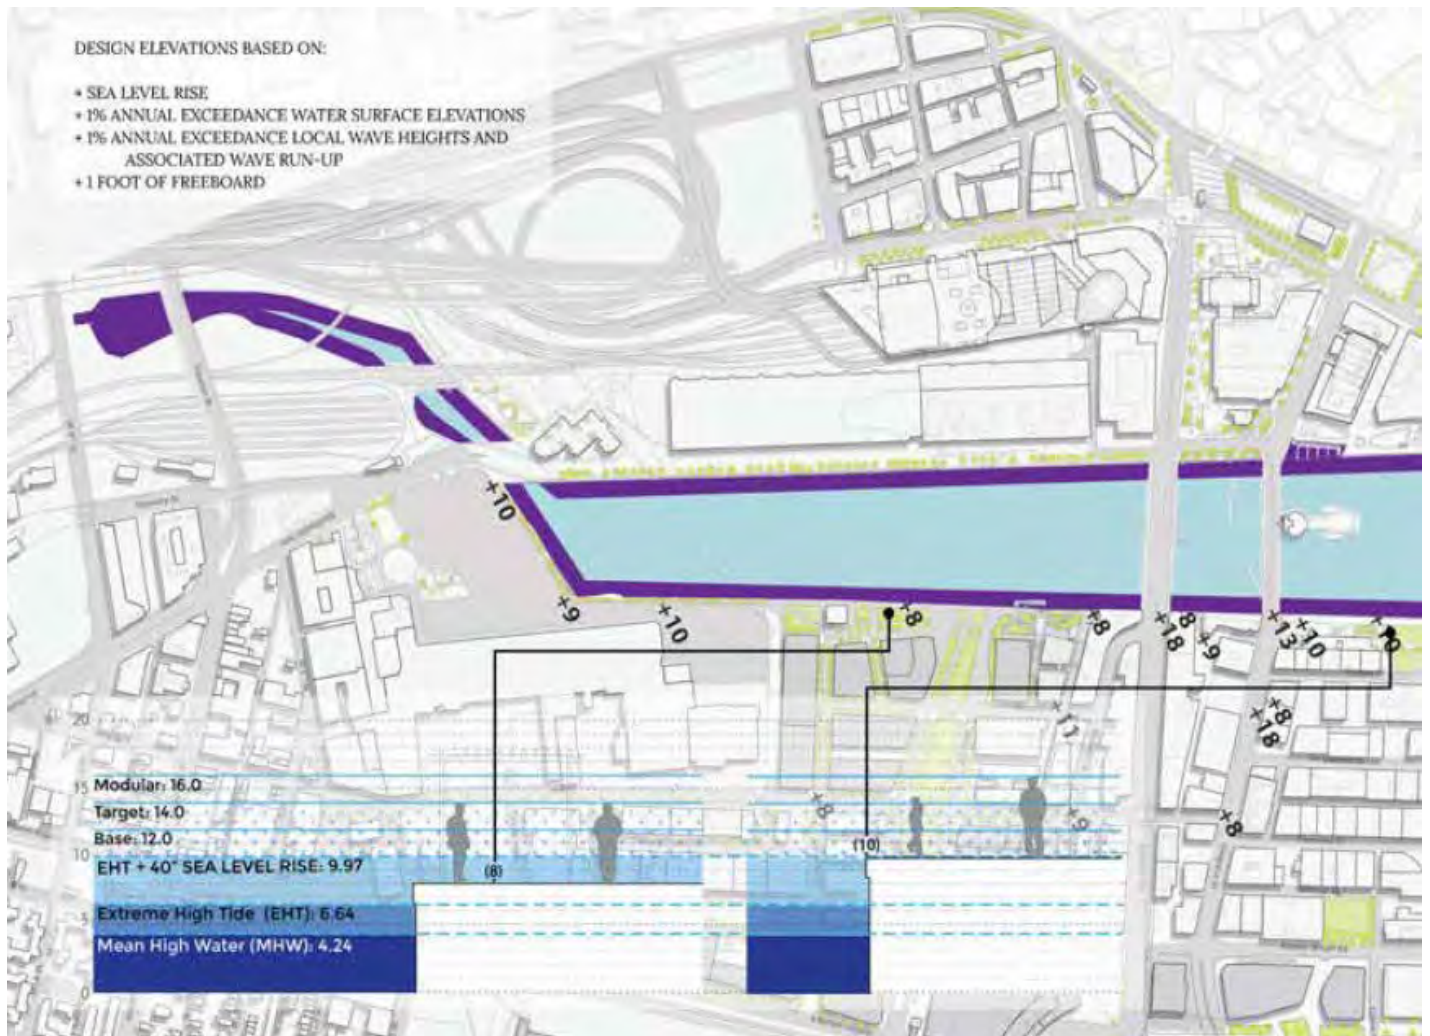 DESIGN ELEVATIONS BASED ON:
+ SEA LEVEL RISE
+ 1% ANNUAL EXCEEDANCE WATER SURFACE ELEVATIONS
+ 1% ANNUAL EXCEEDANCE LOCAL WAVE HEIGHTS AND
ASSOCIATED WAVE RUN-UP
+ 1 FOOT OF FREEBOARD
+10
+9
+10
+8
+8
+18
8
+9
+13
+10
+10
+11
+8
+18
+8
+9
+8
20
15
10
5
0
Modular: 16.0
Target: 14.0
Base: 12.0
EHT + 40" SEA LEVEL RISE: 9.97
Extreme High Tide (EHT): 6.64
Mean High Water (MHW): 4.24
(8)
(10)